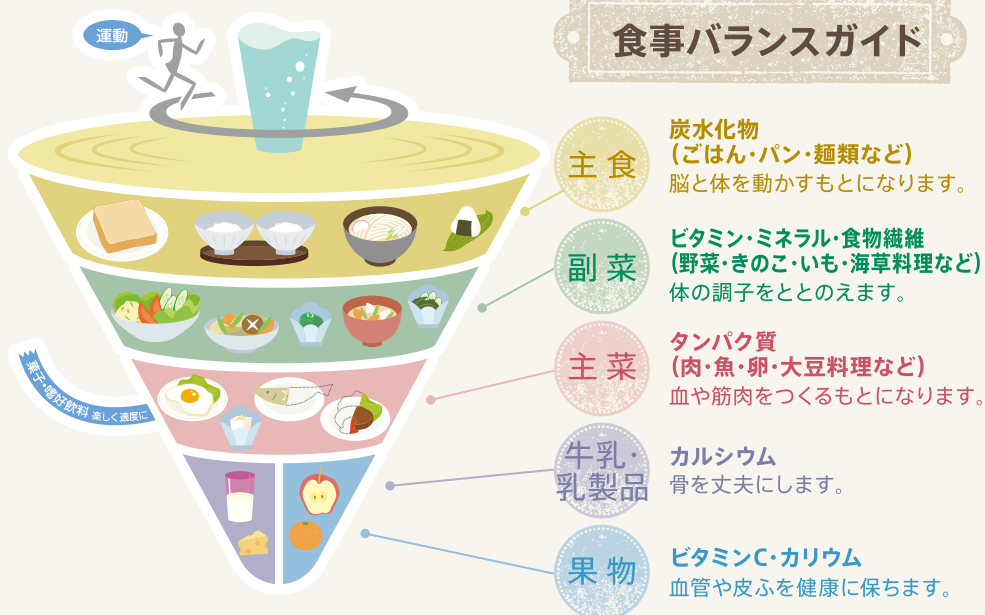 食事バランスガイド
運動
主食
炭水化物
(ごはん・パン・麺類など)
脳と体を動かすもとになります。
副菜
ビタミン・ミネラル・食物繊維
(野菜・きのこ・いも・海草料理など)
体の調子をととのえます。
主菜
タンパク質
(肉・魚・卵・大豆料理など)
血や筋肉をつくるもとになります。
菓子・嗜好飲料 楽しく適度に
牛乳・
乳製品
カルシウム
骨を丈夫にします。
果物
ビタミンC・カリウム
血管や皮ふを健康に保ちます。